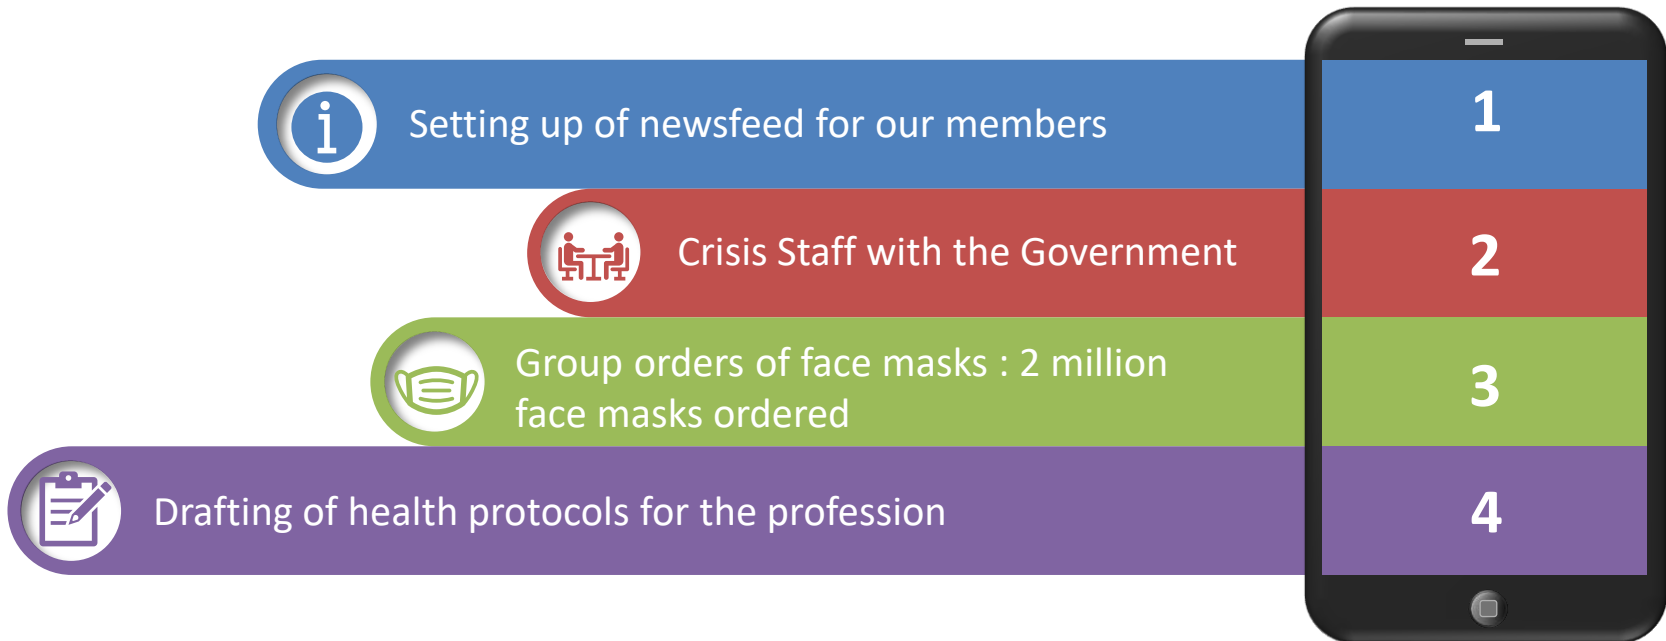 Setting up of newsfeed for our members
1
Crisis Staff with the Government
2
Group orders of face masks : 2 million
face masks ordered
3
Drafting of health protocols for the profession
4